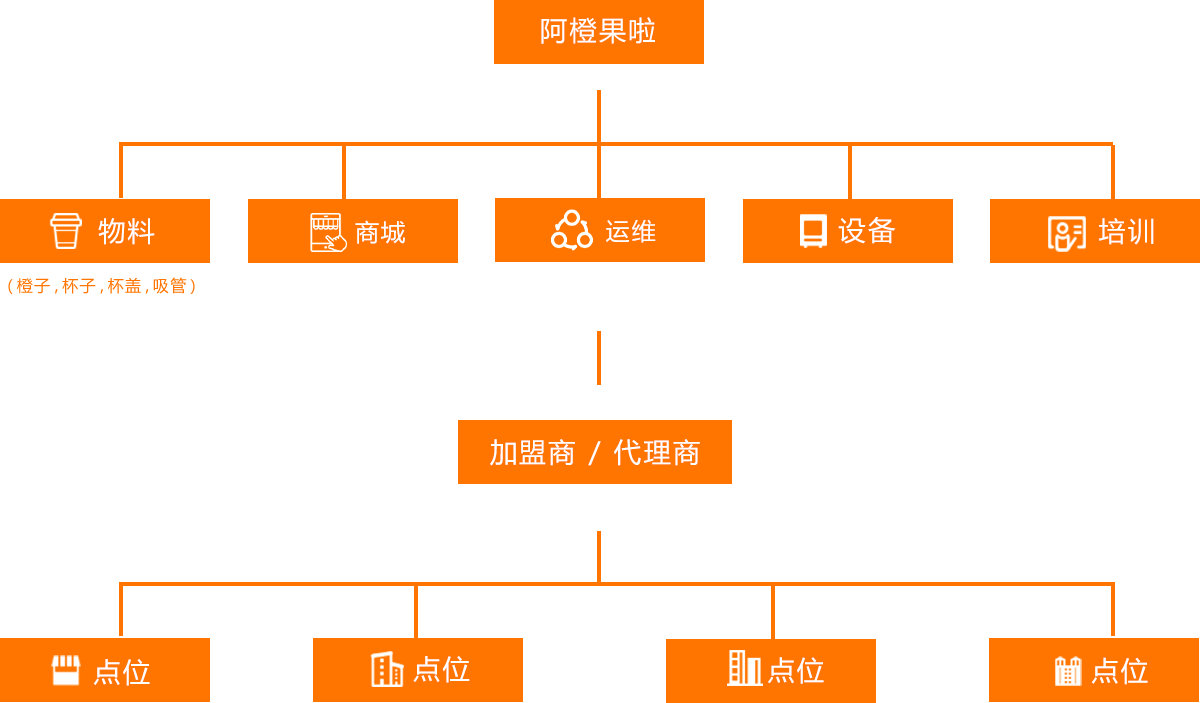 阿橙果啦
物料
商城
运维
设备
培训
（橙子,杯子,杯盖,吸管）
加盟商 / 代理商
点位
点位
点位
点位